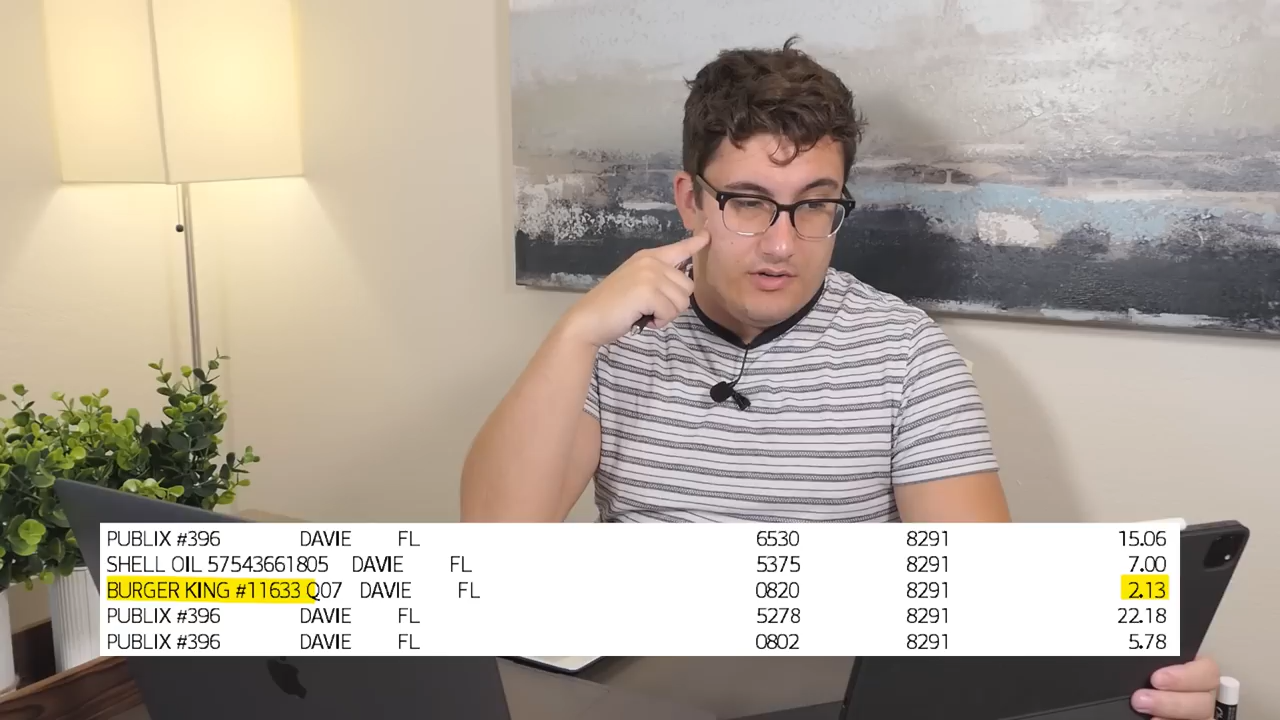 PUBLIX #396 DAVIE FL 6530 8291 15.06
SHELL OIL 57543661805 DAVIE FL 5375 8291 7.00
BURGER KING #11633 Q07 DAVIE FL 0820 8291 2.13
PUBLIX #396 DAVIE FL 5278 8291 22.18
PUBLIX #396 DAVIE FL 0802 8291 5.78